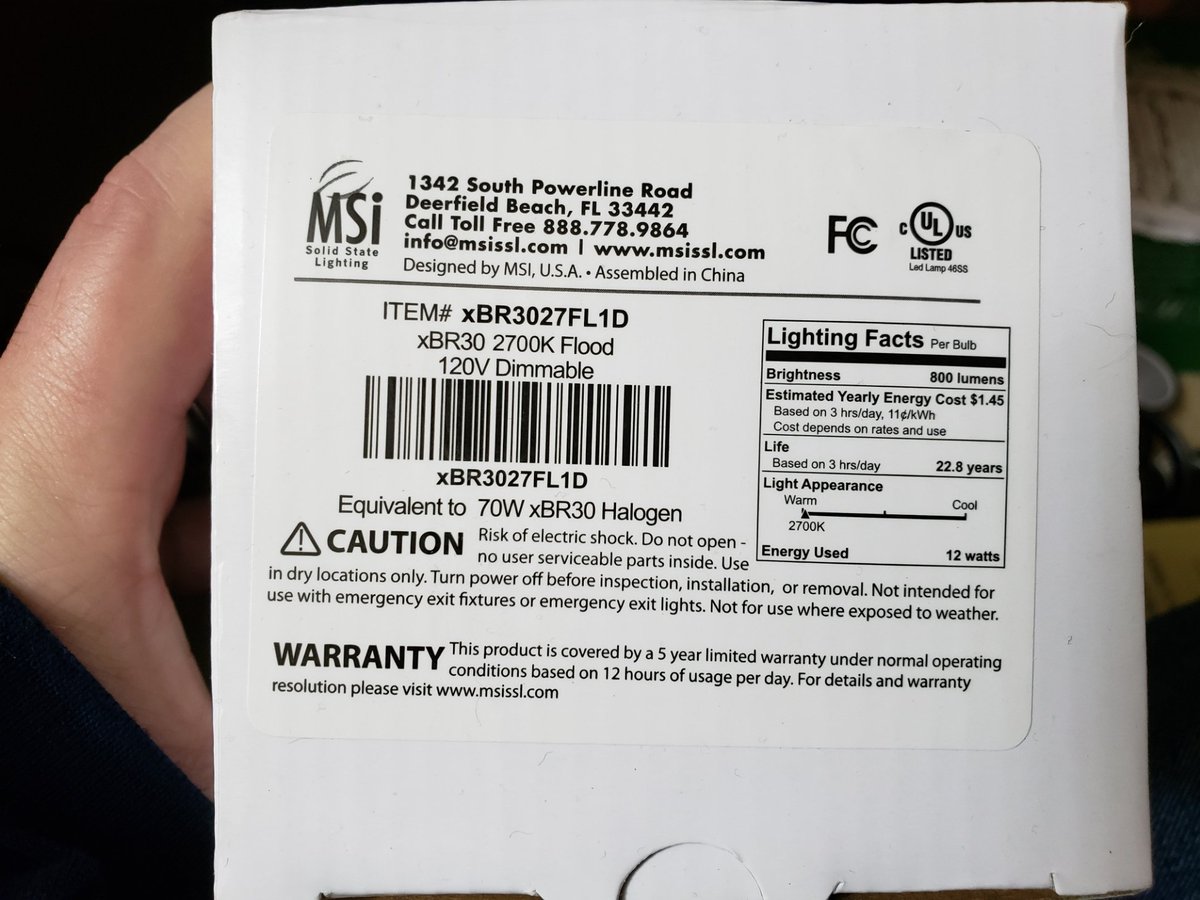 MSi
Solid State
Lighting
1342 South Powerline Road
Deerfield Beach, FL 33442
Call Toll Free 888.778.9864
info@msissl.com | www.msissl.com
Designed by MSI, U.S.A. • Assembled in China
FC
C UL US
LISTED
Led Lamp 46SS
ITEM# xBR3027FL1D
xBR30 2700K Flood
120V Dimmable
xBR3027FL1D
Equivalent to 70W xBR30 Halogen
Lighting Facts Per Bulb
Brightness 800 lumens
Estimated Yearly Energy Cost $1.45
Based on 3 hrs/day, 11¢/kWh
Cost depends on rates and use
Life
Based on 3 hrs/day 22.8 years
Light Appearance
Warm Cool
2700K
Energy Used 12 watts
CAUTION Risk of electric shock. Do not open -
no user serviceable parts inside. Use
in dry locations only. Turn power off before inspection, installation, or removal. Not intended for
use with emergency exit fixtures or emergency exit lights. Not for use where exposed to weather.
WARRANTY This product is covered by a 5 year limited warranty under normal operating
conditions based on 12 hours of usage per day. For details and warranty
resolution please visit www.msissl.com